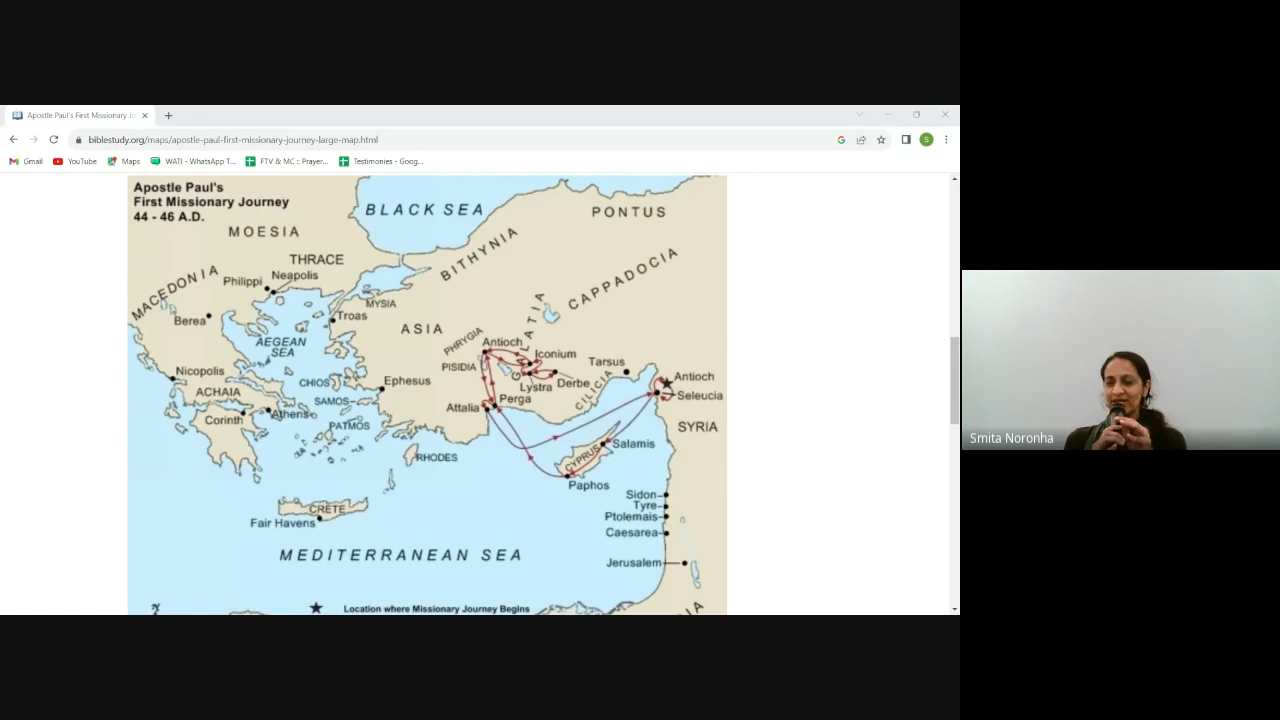 Apostle Paul's First Missionary Jo
biblestudy.org/maps/apostle-paul-first-missionary-journey-large-map.html
Gmail YouTube Maps WATI - WhatsApp T... FTV & MC :: Prayer... Testimonies - Goog...
Apostle Paul's
First Missionary Journey
44 - 46 A.D.
BLACK SEA
PONTUS
MOESIA
BITHYNIA
THRACE
CAPPADOCIA
MACEDONIA
Philippi
Neapolis
MYSIA
Berea
Troas
GALATIA
ASIA
AEGEAN
SEA
PHRYGIA
Antioch
Iconium
PISIDIA
Tarsus
Nicopolis
CHIOS
Ephesus
Lystra
Derbe
Antioch
ACHAIA
SAMOS
Perga
CILICIA
Seleucia
Corinth
Athens
Attalia
PATMOS
SYRIA
Salamis
RHODES
CYPRUS
Paphos
Smita Noronha
Sidon
Tyre
CRETE
Ptolemais
Fair Havens
Caesarea
MEDITERRANEAN SEA
Jerusalem
Location where Missionary Journey Begins
S